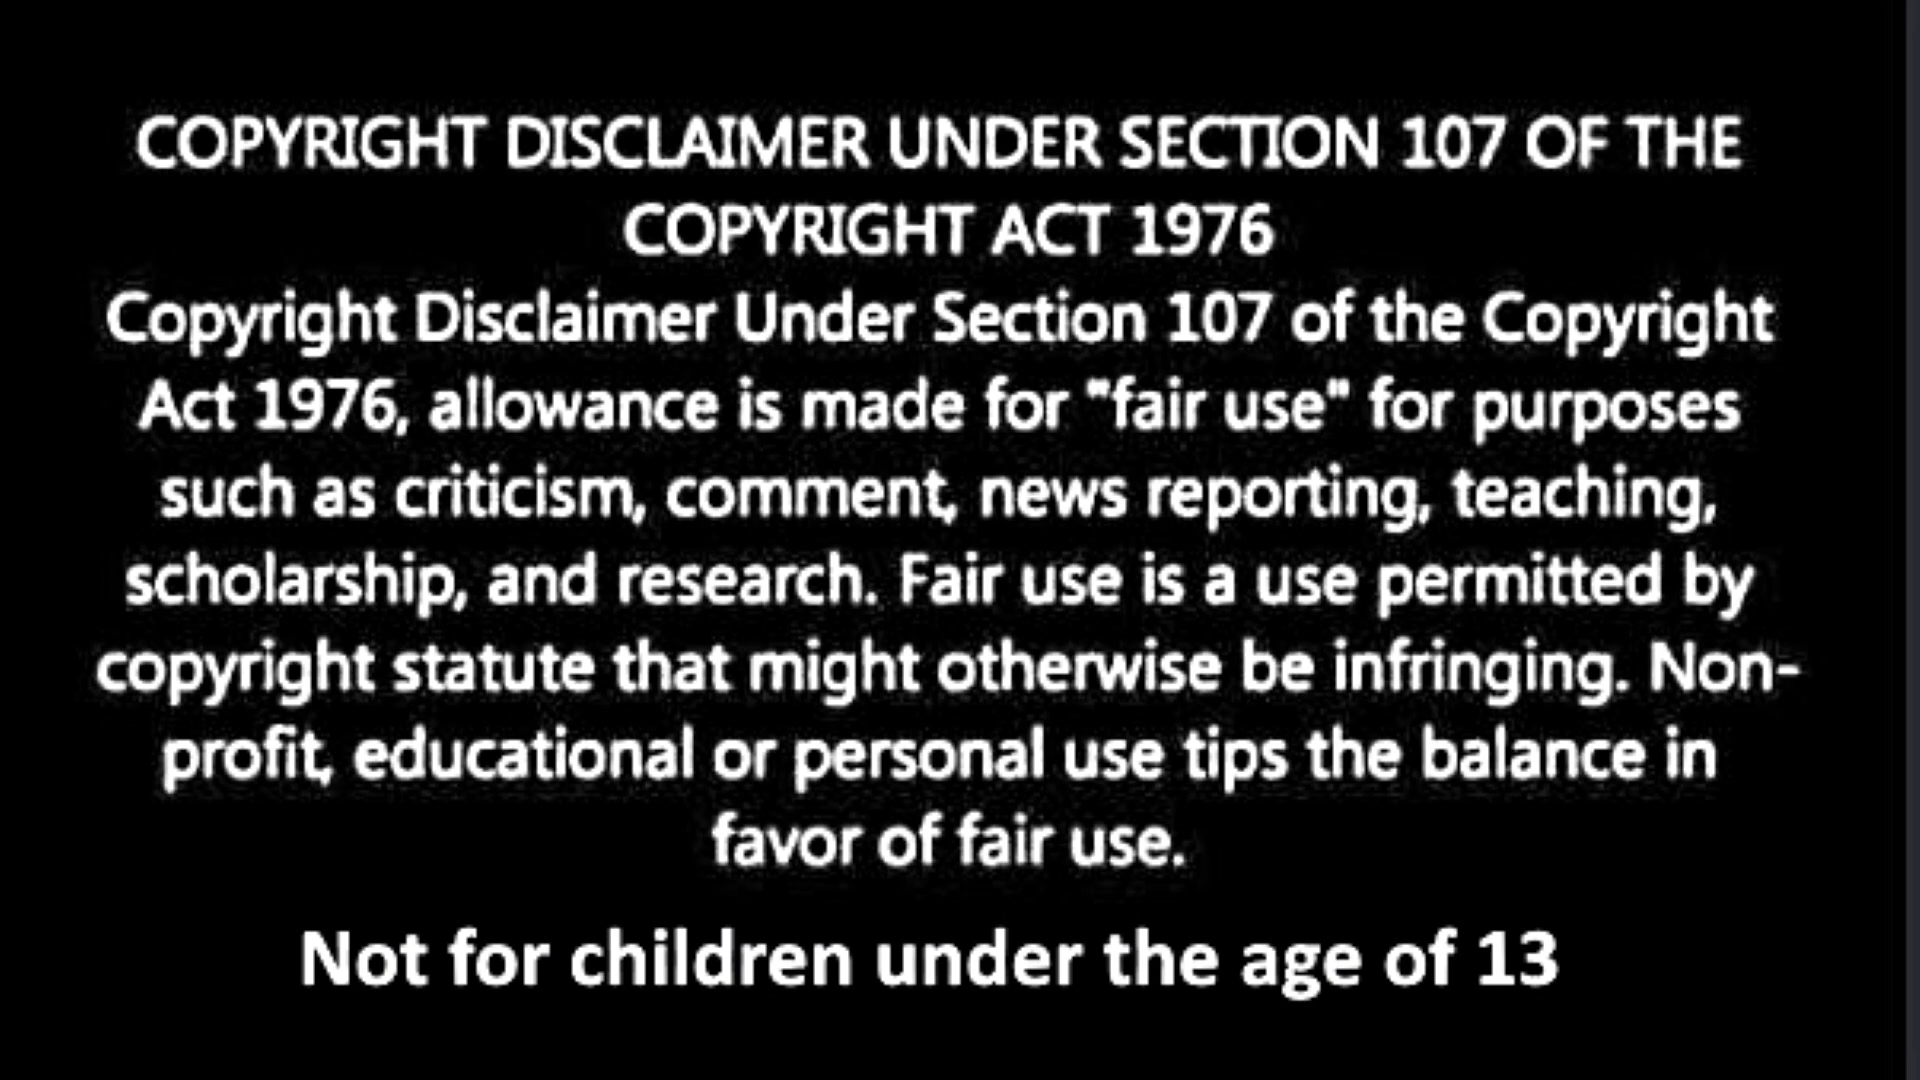 COPYRIGHT DISCLAIMER UNDER SECTION 107 OF THE
COPYRIGHT ACT 1976
Copyright Disclaimer Under Section 107 of the Copyright
Act 1976, allowance is made for "fair use" for purposes
such as criticism, comment, news reporting, teaching,
scholarship, and research. Fair use is a use permitted by
copyright statute that might otherwise be infringing. Non-
profit, educational or personal use tips the balance in
favor of fair use.
Not for children under the age of 13